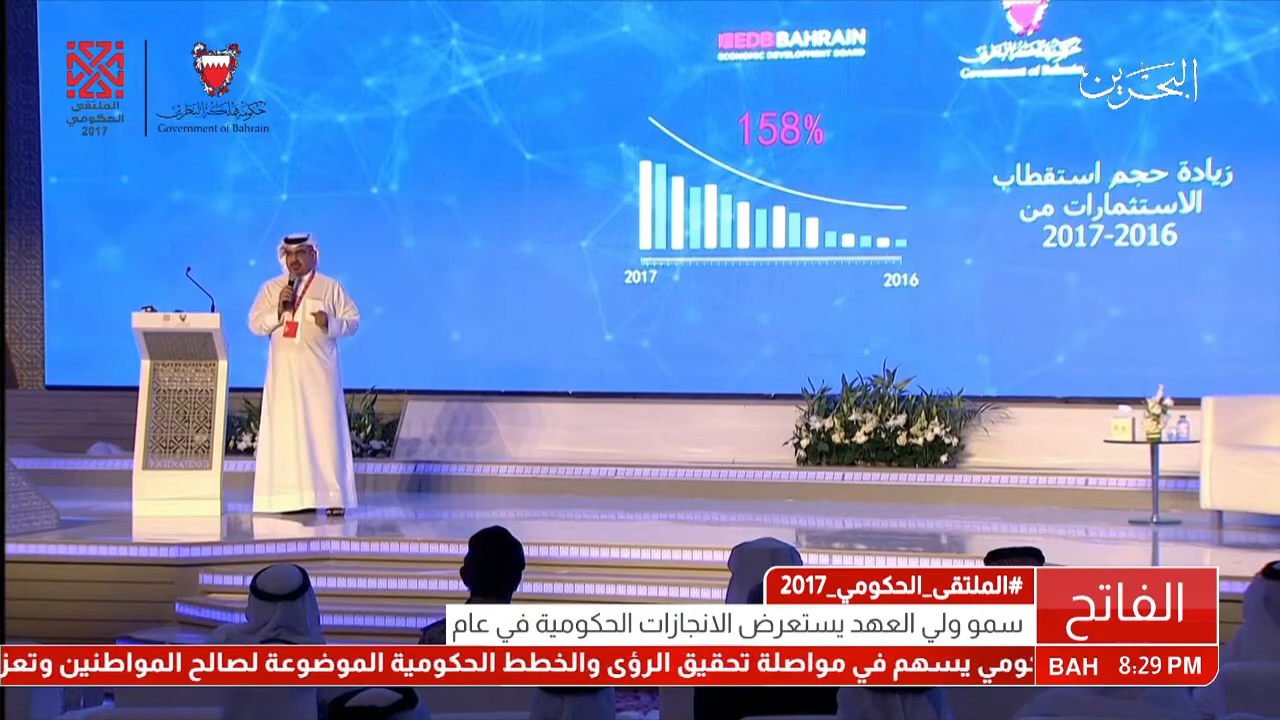 الملتقى
الحكومي
2017
حكومة مملكة البحرين
Government of Bahrain
EDB BAHRAIN
ECONOMIC DEVELOPMENT BOARD
حكومة مملكة البحرين
Government of Bahrain
البحرين
158%
زيادة حجم استقطاب
الاستثمارات من
2017-2016
2017
2016
#الملتقى_الحكومي_2017
سمو ولي العهد يستعرض الانجازات الحكومية في عام
الفاتح
يسهم في مواصلة تحقيق الرؤى والخطط الحكومية الموضوعة لصالح المواطنين
BAH 8:29 PM